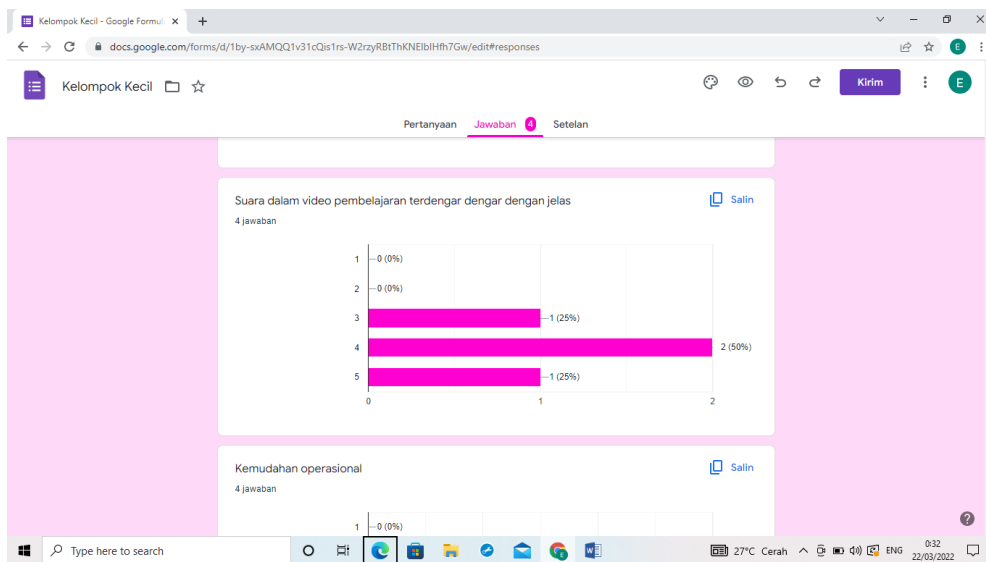 Kelompok Kecil - Google Formul
docs.google.com/forms/d/1by-sxAMQQ1v31cQis1rs-W2rzyRBtThKNEIbIHfh7Gw/edit#responses
E
Kelompok Kecil
Kirim
E
Pertanyaan Jawaban 4 Setelan
Suara dalam video pembelajaran terdengar dengar dengan jelas
Salin
4 jawaban
1 0 (0%)
2 0 (0%)
3 1 (25%)
4 2 (50%)
5 1 (25%)
0 1 2
Kemudahan operasional
Salin
4 jawaban
1 0 (0%)
Type here to search
27°C Cerah
ENG
0:32
22/03/2022